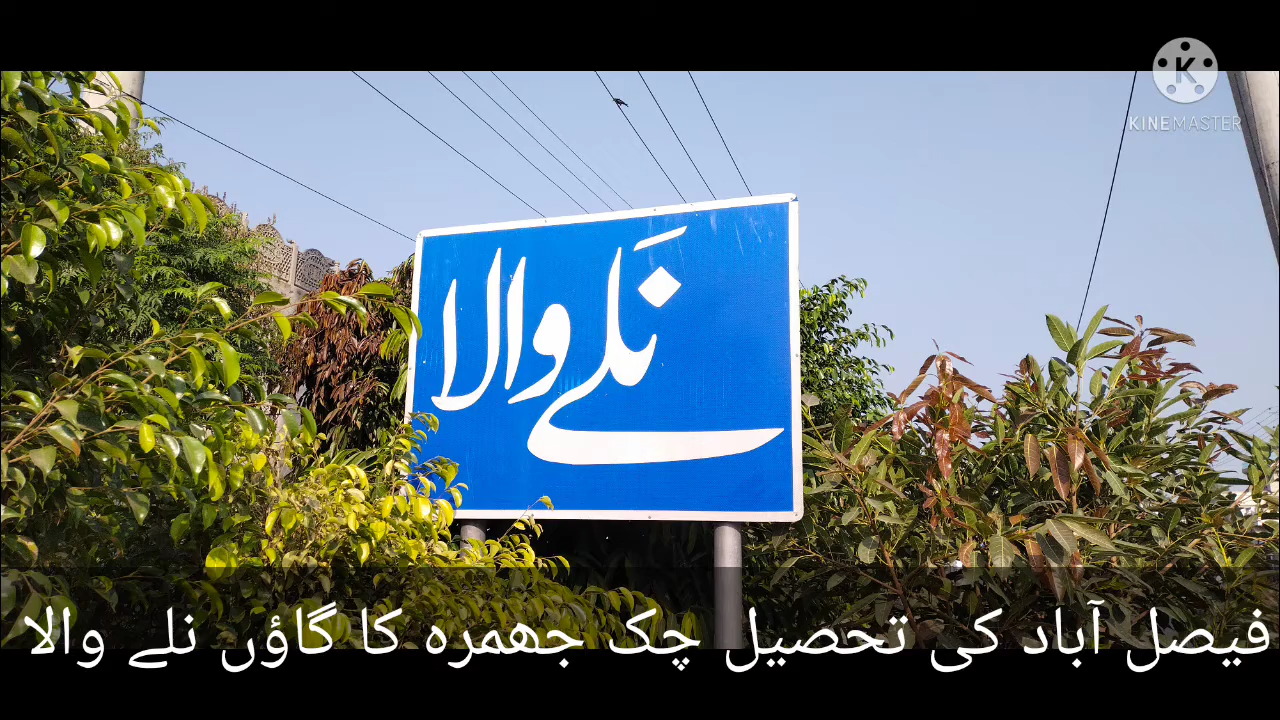 KINEMASTER
نلے والا
فیصل آباد کی تحصیل چک جھمرہ کا گاؤں نلے والا